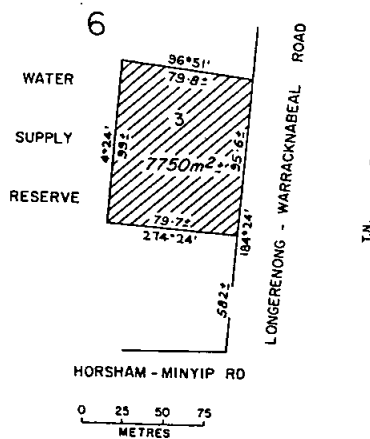 6
96°51'
79.8±
WATER
SUPPLY
RESERVE
4°24'
99±
3
7750m²±
95.6±
79.7±
274°24'
184°24'
582±
LONGERENONG - WARRACKNABEAL ROAD
T.N.
HORSHAM - MINYIP RD
0 25 50 75
METRES